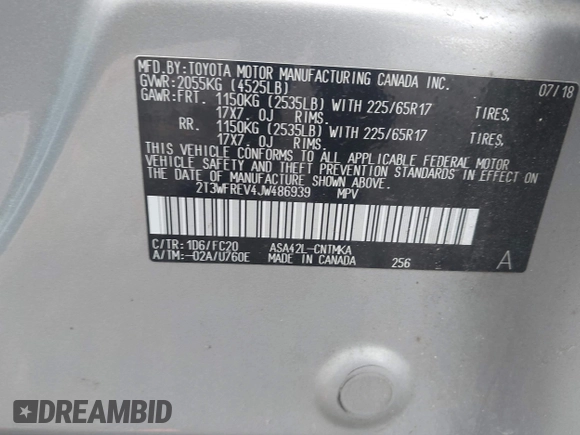 MFD.BY:TOYOTA MOTOR MANUFACTURING CANADA INC.
GVWR:2055KG (4525LB) 07/18
GAWR:FRT. 1150KG (2535LB) WITH 225/65R17 TIRES,
17X7.0J RIMS.
RR. 1150KG (2535LB) WITH 225/65R17 TIRES,
17X7.0J RIMS.
THIS VEHICLE CONFORMS TO ALL APPLICABLE FEDERAL MOTOR
VEHICLE SAFETY AND THEFT PREVENTION STANDARDS IN EFFECT ON
THE DATE OF MANUFACTURE SHOWN ABOVE.
2T3WFREV4JW486939 MPV
C/TR:1D6/FC20 ASA42L-CNTMKA
A/TM:-02A/U760E MADE IN CANADA 256 A
DREAMBID